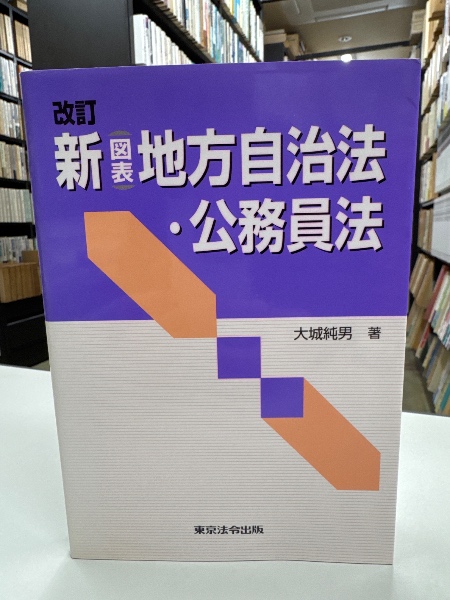 改訂
新 図表 地方自治法
・公務員法
大城純男 著
東京法令出版